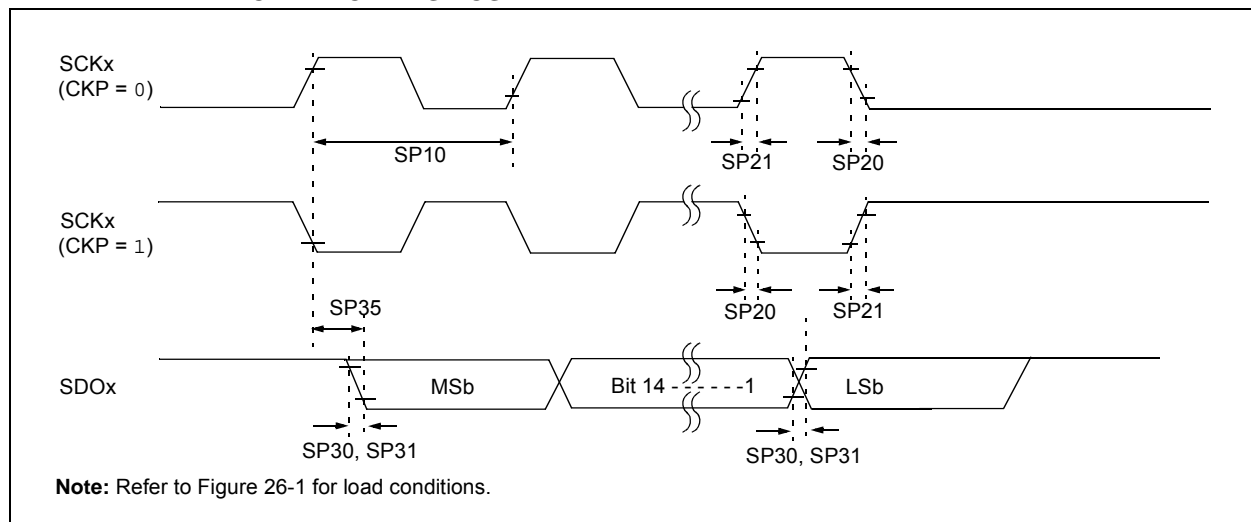 SCKx
(CKP = 0)
SP10
SP21
SP20
SCKx
(CKP = 1)
SP35
SP20
SP21
SDOx
MSb
Bit 14 - - - - - -1
LSb
SP30, SP31
SP30, SP31
Note: Refer to Figure 26-1 for load conditions.